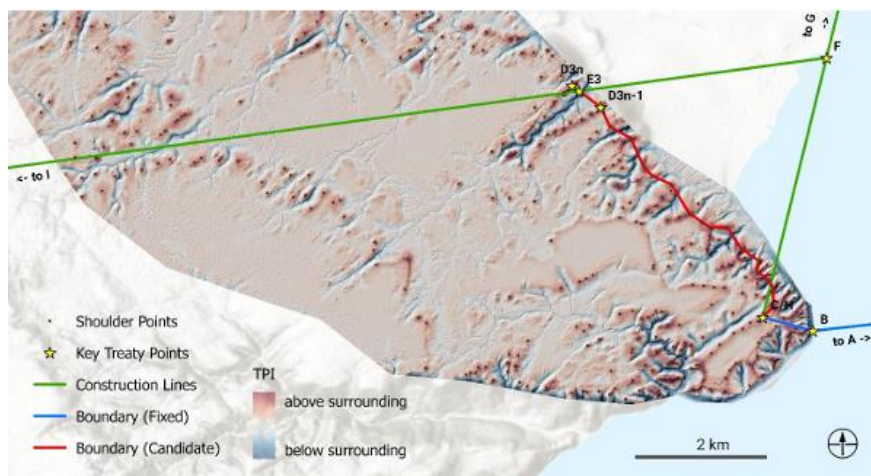 to G
->
F
D3n
E3
D3n-1
<- to I
C/H
B
to A ->
Shoulder Points
Key Treaty Points
Construction Lines
Boundary (Fixed)
Boundary (Candidate)
TPI
above surrounding
below surrounding
2 km